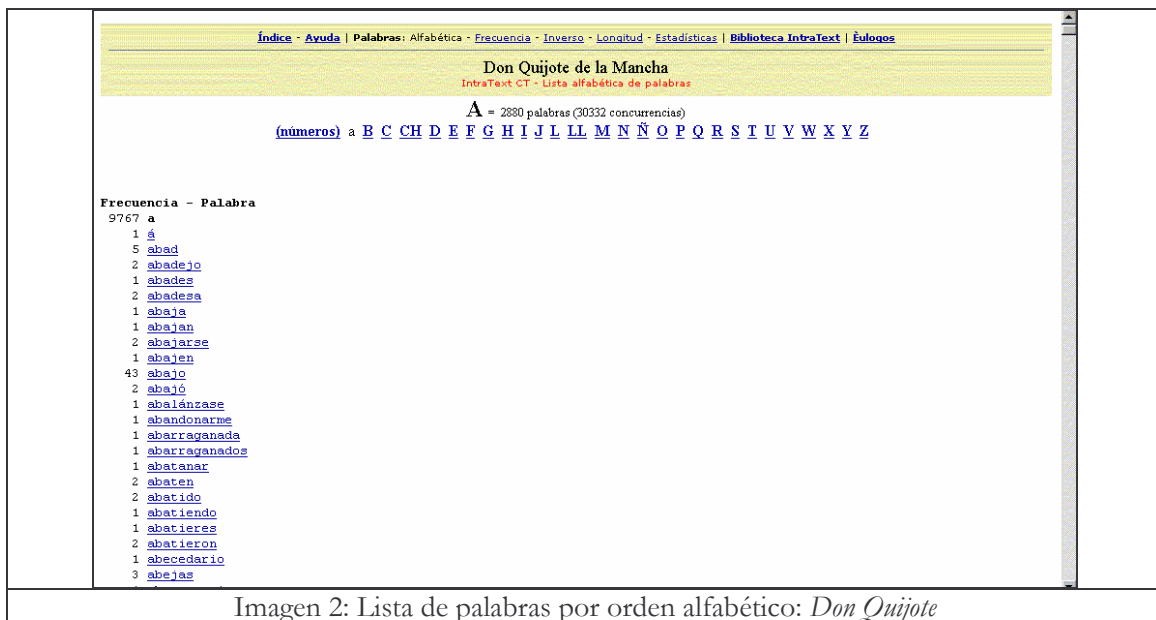 Índice - Ayuda | Palabras: Alfabética - Frecuencia - Inverso - Longitud - Estadísticas | Biblioteca IntraText | Èulogos
Don Quijote de la Mancha
IntraText CT - Lista alfabética de palabras
A = 2880 palabras (30332 concurrencias)
(números) a B C CH D E F G H I J L LL M N Ñ O P Q R S T U V W X Y Z
Frecuencia - Palabra
9767 a
1 á
5 abad
2 abadejo
1 abades
2 abadesa
1 abaja
1 abajan
2 abajarse
1 abajen
43 abajo
2 abajó
1 abalánzase
1 abandonarme
1 abarraganada
1 abarraganados
1 abatanar
2 abaten
2 abatido
1 abatiendo
1 abatieres
2 abatieron
1 abecedario
3 abejas
Imagen 2: Lista de palabras por orden alfabético: Don Quijote